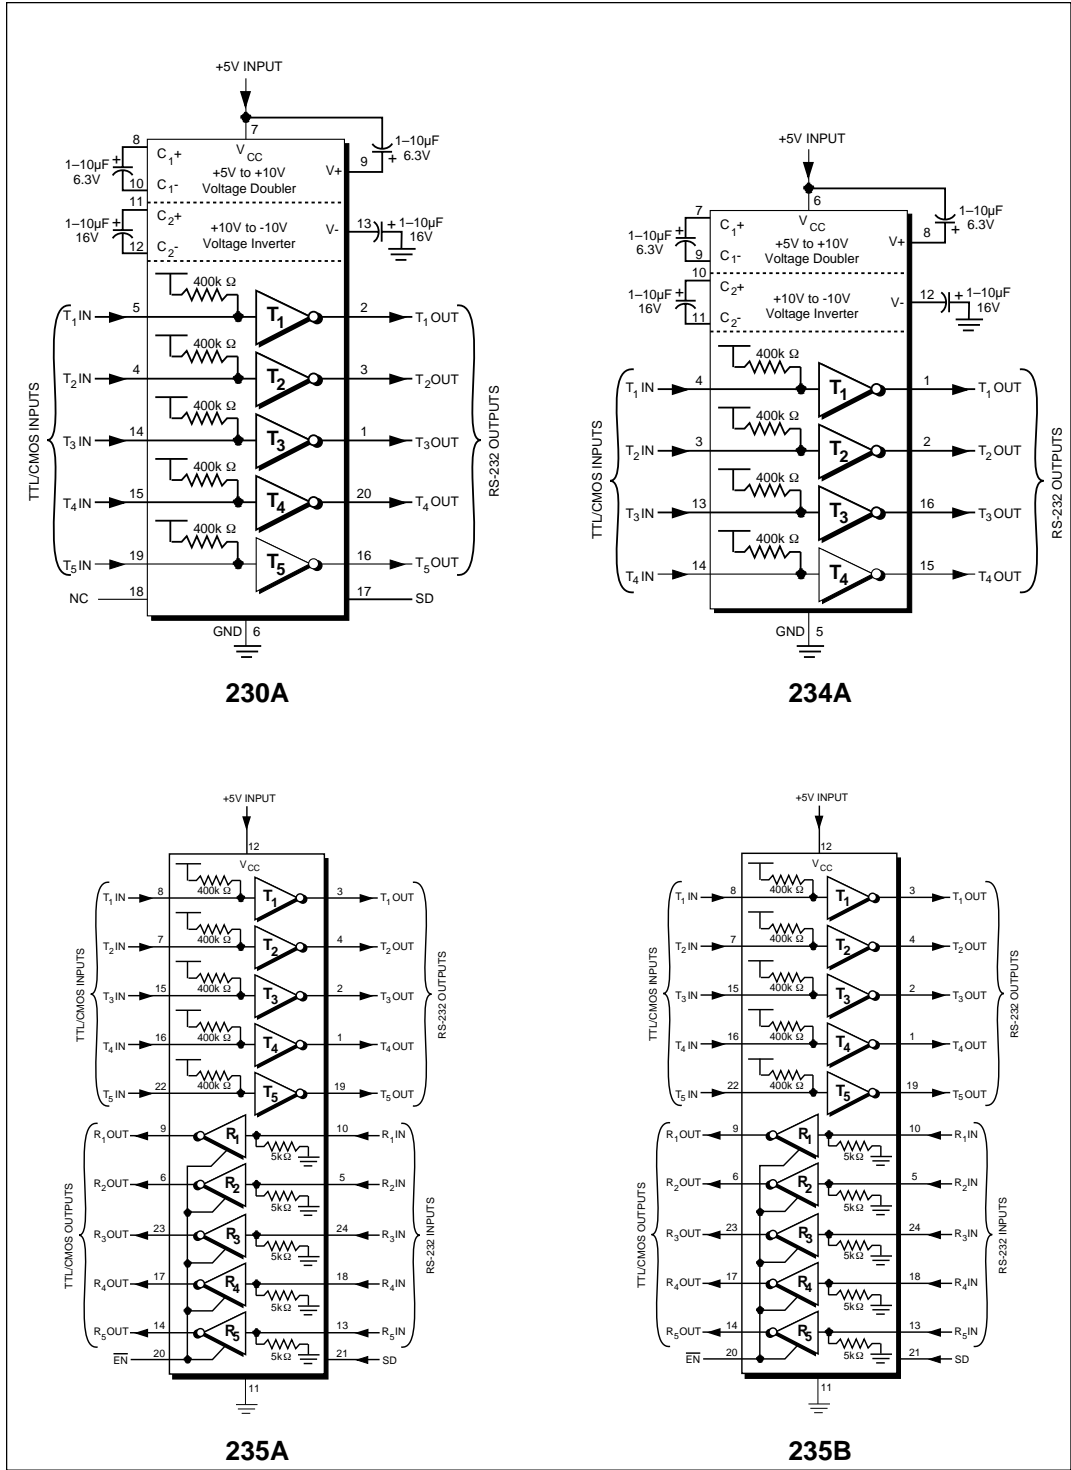 +5V INPUT
7
8
1–10µF
6.3V
10
C1+
C1-
VCC
+5V to +10V
Voltage Doubler
V+
9
1–10µF
6.3V
11
1–10µF
16V
12
C2+
C2-
+10V to -10V
Voltage Inverter
V-
13
1–10µF
16V
TTL/CMOS INPUTS
RS-232 OUTPUTS
400k Ω
T1 IN 5 T1 2 T1 OUT
400k Ω
T2 IN 4 T2 3 T2OUT
400k Ω
T3 IN 14 T3 1 T3OUT
400k Ω
T4 IN 15 T4 20 T4 OUT
400k Ω
T5 IN 19 T5 16 T5 OUT
NC 18 17 SD
GND 6
230A
+5V INPUT
6
7
1–10µF
6.3V
9
C1+
C1-
VCC
+5V to +10V
Voltage Doubler
V+
8
1–10µF
6.3V
10
1–10µF
16V
11
C2+
C2-
+10V to -10V
Voltage Inverter
V-
12
1–10µF
16V
TTL/CMOS INPUTS
RS-232 OUTPUTS
400k Ω
T1 IN 4 T1 1 T1 OUT
400k Ω
T2 IN 3 T2 2 T2OUT
400k Ω
T3 IN 13 T3 16 T3 OUT
400k Ω
T4 IN 14 T4 15 T4 OUT
GND 5
234A
+5V INPUT
12
VCC
TTL/CMOS INPUTS
RS-232 OUTPUTS
400k Ω
T1 IN 8 T1 3 T1 OUT
400k Ω
T2 IN 7 T2 4 T2 OUT
400k Ω
T3 IN 15 T3 2 T3 OUT
400k Ω
T4 IN 16 T4 1 T4 OUT
400k Ω
T5 IN 22 T5 19 T5 OUT
TTL/CMOS OUTPUTS
RS-232 INPUTS
R1 OUT 9 R1 10 R1 IN
5kΩ
R2 OUT 6 R2 5 R2 IN
5kΩ
R3 OUT 23 R3 24 R3 IN
5kΩ
R4 OUT 17 R4 18 R4 IN
5kΩ
R5 OUT 14 R5 13 R5 IN
5kΩ
EN 20 21 SD
11
235A
+5V INPUT
12
VCC
TTL/CMOS INPUTS
RS-232 OUTPUTS
400k Ω
T1 IN 8 T1 3 T1 OUT
400k Ω
T2 IN 7 T2 4 T2 OUT
400k Ω
T3 IN 15 T3 2 T3 OUT
400k Ω
T4 IN 16 T4 1 T4 OUT
400k Ω
T5 IN 22 T5 19 T5 OUT
TTL/CMOS OUTPUTS
RS-232 INPUTS
R1 OUT 9 R1 10 R1 IN
5kΩ
R2 OUT 6 R2 5 R2 IN
5kΩ
R3 OUT 23 R3 24 R3 IN
5kΩ
R4 OUT 17 R4 18 R4 IN
5kΩ
R5 OUT 14 R5 13 R5 IN
5kΩ
EN 20 21 SD
11
235B